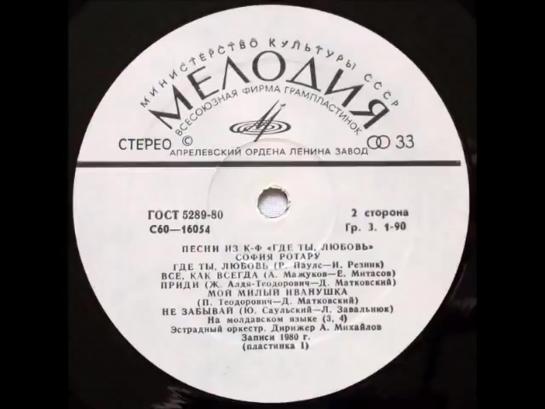 МИНИСТЕРСТВО КУЛЬТУРЫ СССР
МЕЛОДИЯ
ВСЕСОЮЗНАЯ ФИРМА ГРАМПЛАСТИНОК
СТЕРЕО © 33
АПРЕЛЕВСКИЙ ОРДЕНА ЛЕНИНА ЗАВОД
ГОСТ 5289-80 2 сторона
С60—16054 Гр. 3. 1-90
ПЕСНИ ИЗ К-Ф «ГДЕ ТЫ, ЛЮБОВЬ»
СОФИЯ РОТАРУ
ГДЕ ТЫ, ЛЮБОВЬ (Р. Паулс—И. Резник)
ВСЕ, КАК ВСЕГДА (А. Мажуков—Е. Митасов)
ПРИДИ (Ж. Алдя-Теодорович—Д. Матковский)
МОЙ МИЛЫЙ ИВАНУШКА
(П. Теодорович—Д. Матковский)
НЕ ЗАБЫВАЙ (Ю. Саульский—Л. Завальнюк)
На молдавском языке (3, 4)
Эстрадный оркестр. Дирижер А. Михайлов
Записи 1980 г.
(пластинка 1)